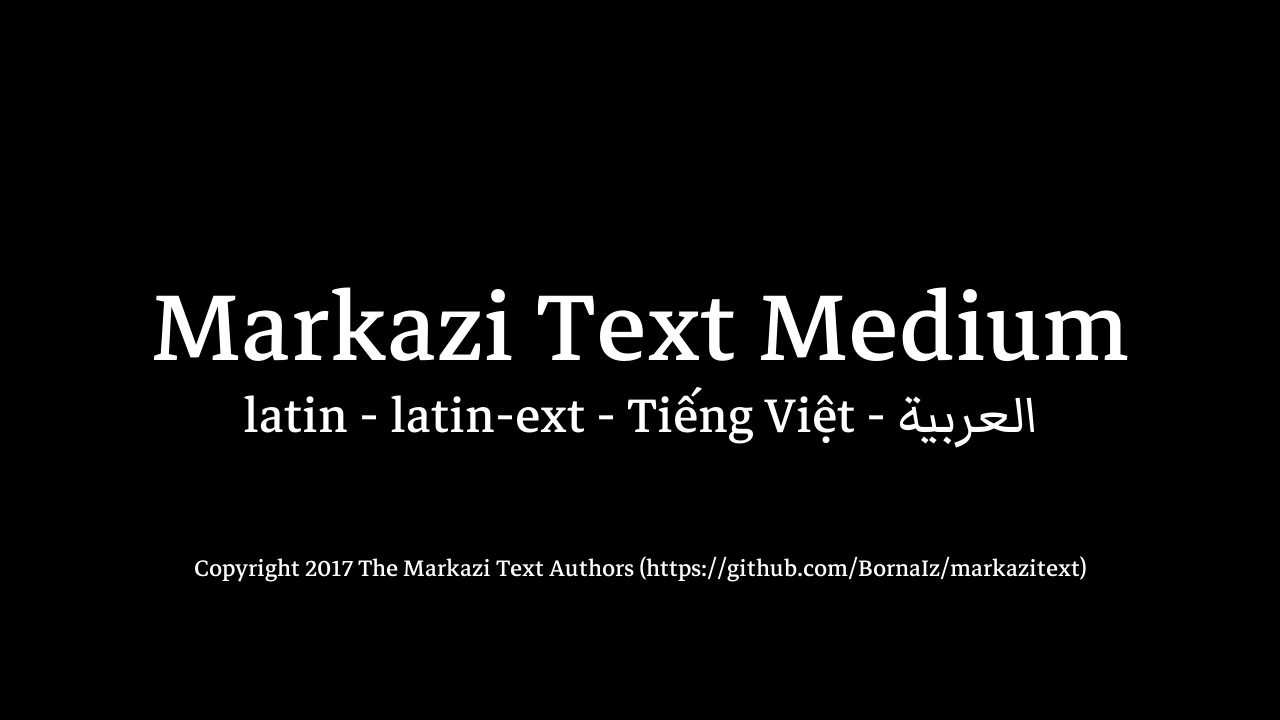 Markazi Text Medium
latin - latin-ext - Tiếng Việt - العربية
Copyright 2017 The Markazi Text Authors (https://github.com/BornaIz/markazitext)